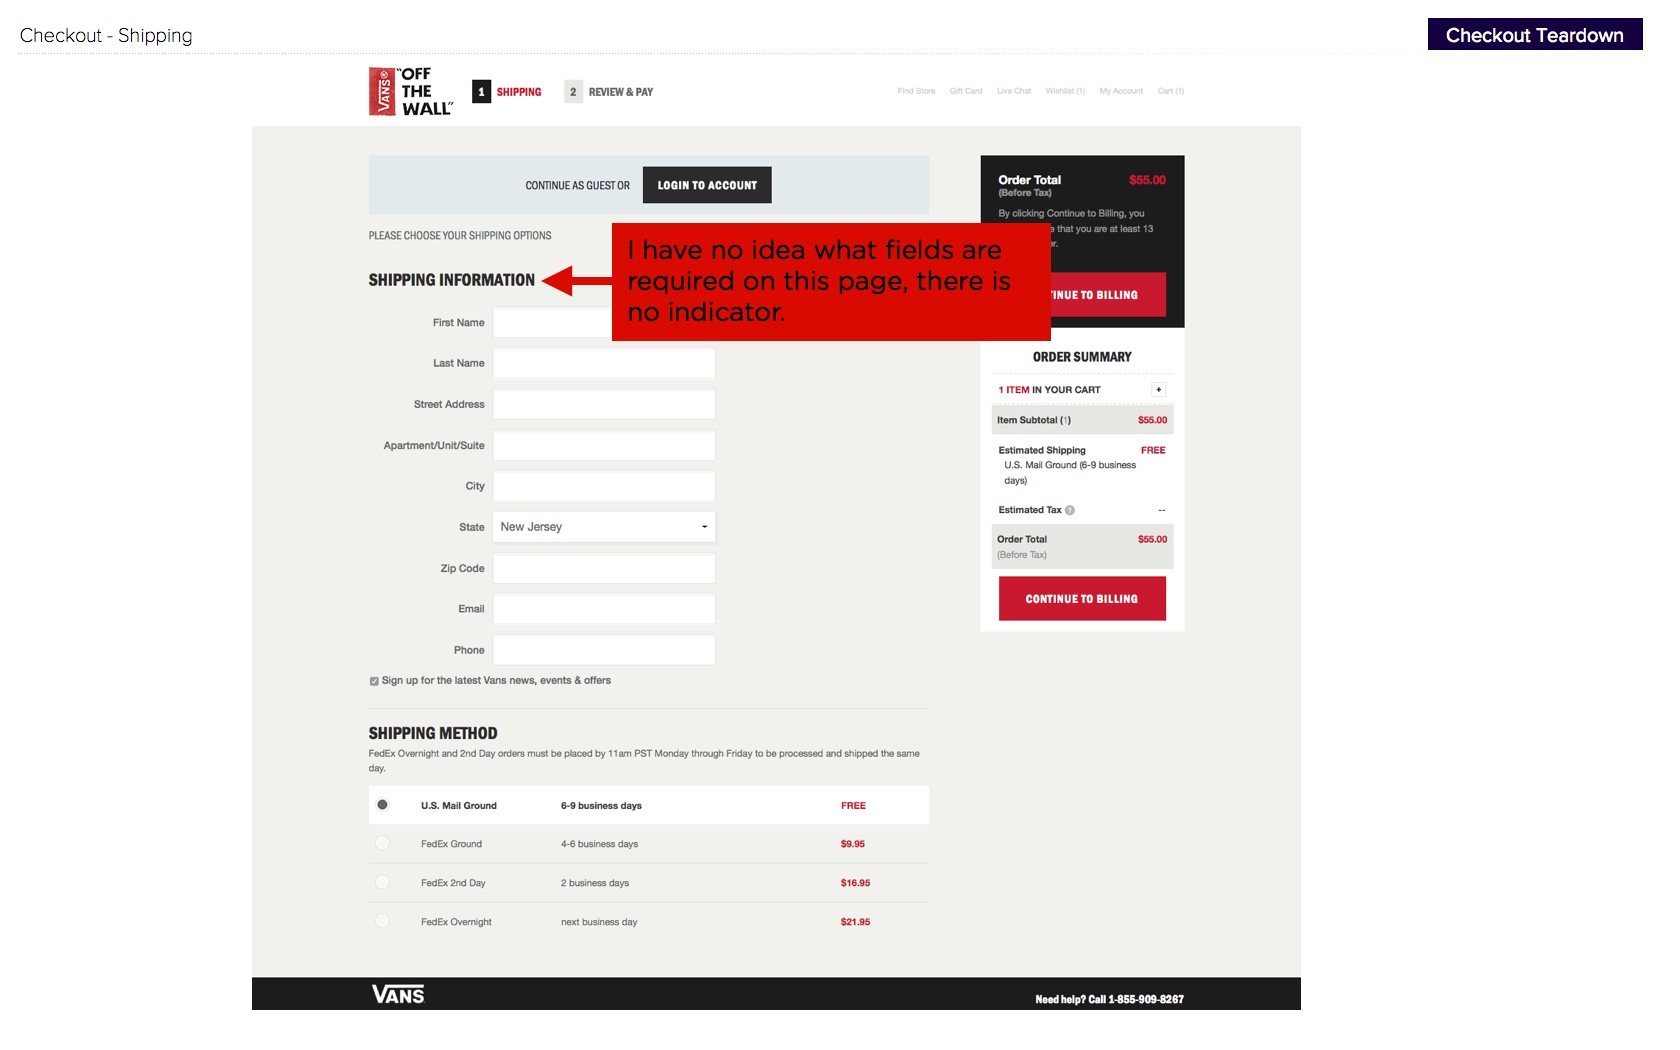 Checkout - Shipping
Checkout Teardown
VANS® "OFF
THE
WALL"
1 SHIPPING
2 REVIEW & PAY
Find Store Gift Card Live Chat Wishlist (1) My Account Cart (1)
CONTINUE AS GUEST OR LOGIN TO ACCOUNT
PLEASE CHOOSE YOUR SHIPPING OPTIONS
SHIPPING INFORMATION
I have no idea what fields are
required on this page, there is
no indicator.
First Name
Last Name
Street Address
Apartment/Unit/Suite
City
State New Jersey
Zip Code
Email
Phone
Sign up for the latest Vans news, events & offers
SHIPPING METHOD
FedEx Overnight and 2nd Day orders must be placed by 11am PST Monday through Friday to be processed and shipped the same
day.
U.S. Mail Ground 6-9 business days FREE
FedEx Ground 4-6 business days $9.95
FedEx 2nd Day 2 business days $16.95
FedEx Overnight next business day $21.95
Order Total $55.00
(Before Tax)
By clicking Continue to Billing, you
that you are at least 13
TO BILLING
ORDER SUMMARY
1 ITEM IN YOUR CART +
Item Subtotal (1) $55.00
Estimated Shipping FREE
U.S. Mail Ground (6-9 business
days)
Estimated Tax ? --
Order Total $55.00
(Before Tax)
CONTINUE TO BILLING
VANS
Need help? Call 1-855-909-8267